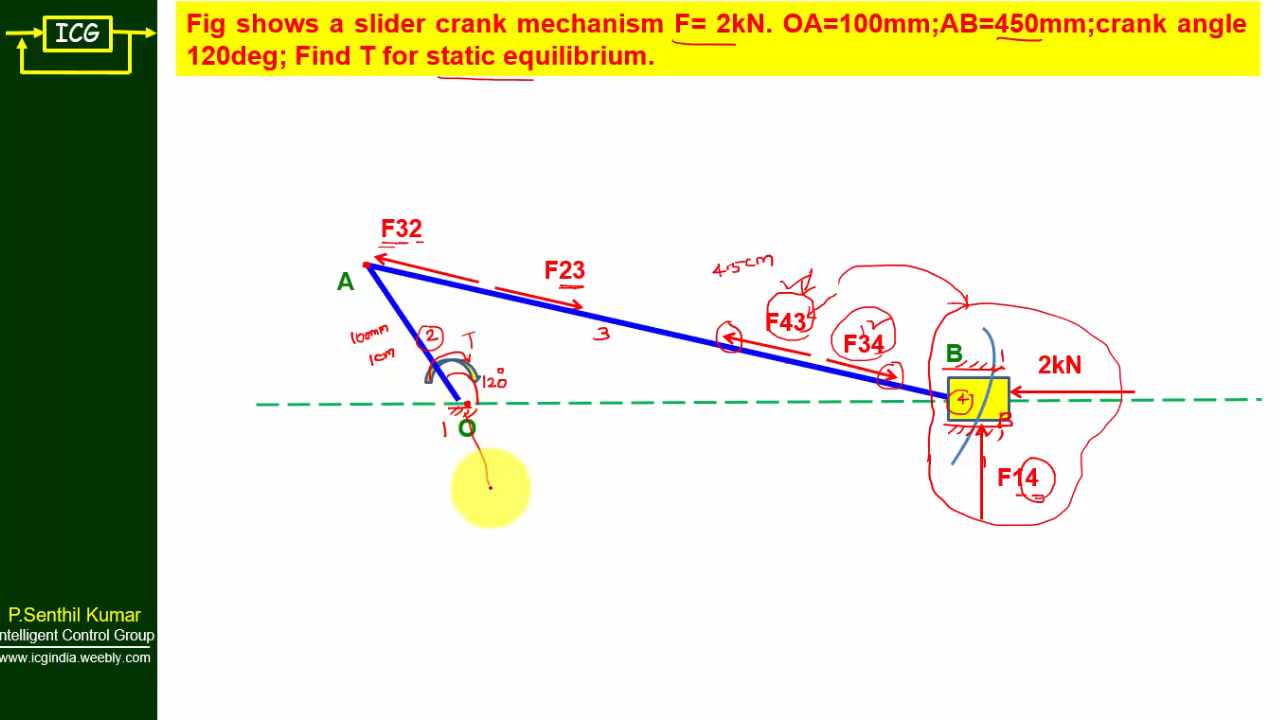 ICG
Fig shows a slider crank mechanism F= 2kN. OA=100mm;AB=450mm;crank angle
120deg; Find T for static equilibrium.
F32
A
F23
4.5cm
F43
F34
3
100mm
1cm
2
T
120°
B
2kN
4
B
1
O
F14
P.Senthil Kumar
ntelligent Control Group
www.icgindia.weebly.com